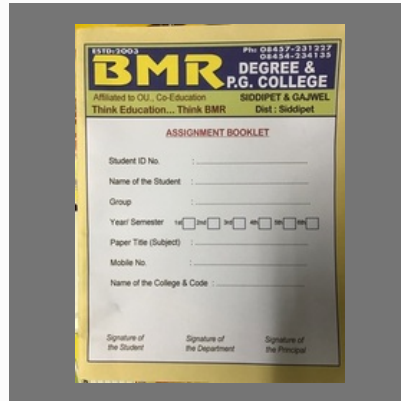 ESTD:2003
Ph: 08457-231227
08454-234135
BMR DEGREE &
P.G. COLLEGE
Affiliated to OU., Co-Education
SIDDIPET & GAJWEL
Think Education... Think BMR
Dist : Siddipet
ASSIGNMENT BOOKLET
Student ID No. :
Name of the Student :
Group :
Year/ Semester 1st 2nd 3rd 4th 5th 6th
Paper Title (Subject) :
Mobile No. :
Name of the College & Code :
Signature of the Student
Signature of the Department
Signature of the Principal